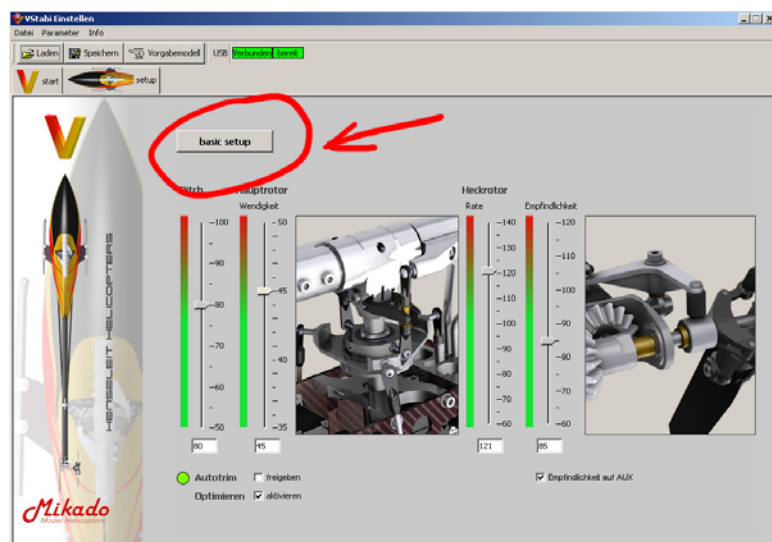 VStabi Einstellen
Datei Parameter Info
Laden Speichern Vorgabemodell USB Verbunden bereit
V start setup
V
basic setup
Pitch Hauptrotor Heckrotor
Wendigkeit Rate Empfindlichkeit
100 50 140 120
130 110
90
120
80 45 110 100
70 100 90
40 90 80
60 80 70
70
50 35 60 60
80 45 121 85
HENSELEIT HELICOPTERS
Autotrim freigeben Empfindlichkeit auf AUX
Optimieren aktivieren
Mikado
Model Helicopters